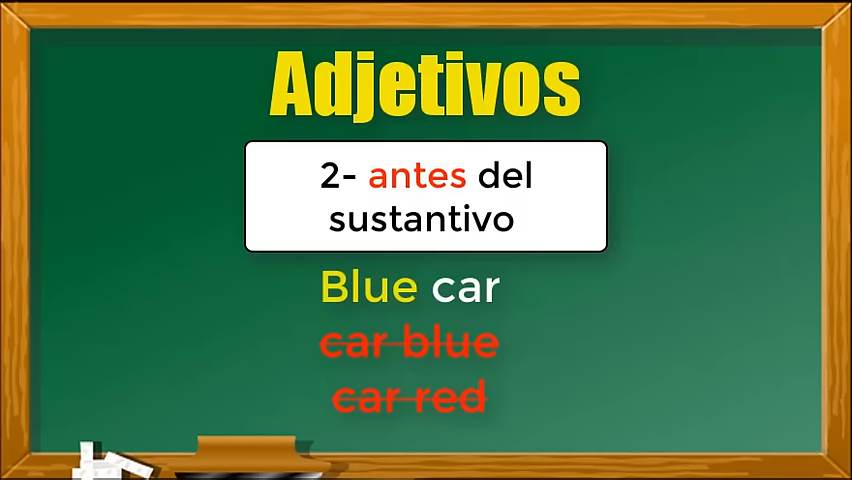 Adjetivos
2- antes del
sustantivo
Blue car
car blue
car red